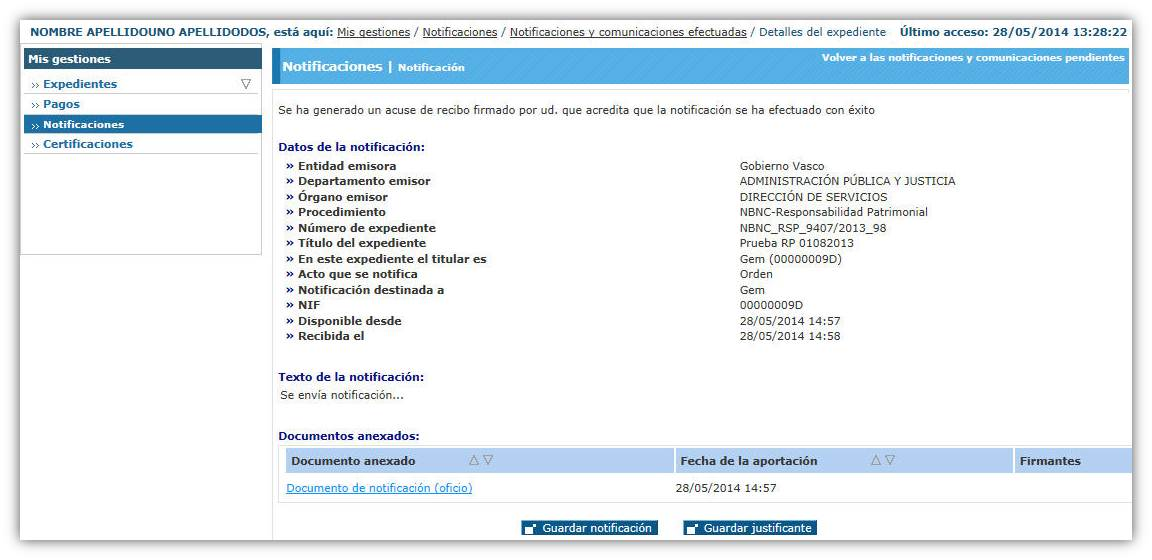 NOMBRE APELLIDOUNO APELLIDODOS, está aquí: Mis gestiones / Notificaciones / Notificaciones y comunicaciones efectuadas / Detalles del expediente Último acceso: 28/05/2014 13:28:22
Mis gestiones
Expedientes
Pagos
Notificaciones
Certificaciones
Notificaciones | Notificación
Volver a las notificaciones y comunicaciones pendientes
Se ha generado un acuse de recibo firmado por ud. que acredita que la notificación se ha efectuado con éxito
Datos de la notificación:
» Entidad emisora Gobierno Vasco
» Departamento emisor ADMINISTRACIÓN PÚBLICA Y JUSTICIA
» Órgano emisor DIRECCIÓN DE SERVICIOS
» Procedimiento NBNC-Responsabilidad Patrimonial
» Número de expediente NBNC_RSP_9407/2013_98
» Título del expediente Prueba RP 01082013
» En este expediente el titular es Gem (00000009D)
» Acto que se notifica Orden
» Notificación destinada a Gem
» NIF 00000009D
» Disponible desde 28/05/2014 14:57
» Recibida el 28/05/2014 14:58
Texto de la notificación:
Se envía notificación...
Documentos anexados:
Documento anexado Fecha de la aportación Firmantes
Documento de notificación (oficio) 28/05/2014 14:57
Guardar notificación Guardar justificante